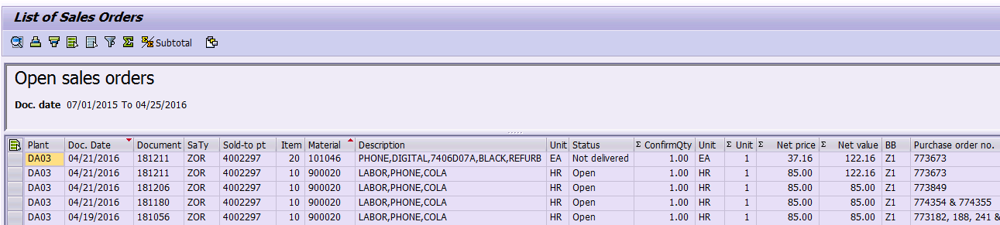 List of Sales Orders
Subtotal
Open sales orders
Doc. date 07/01/2015 To 04/25/2016
Plant Doc. Date Document SaTy Sold-to pt Item Material Description Unit Status Σ ConfirmQty Unit Σ Unit Σ Net price Σ Net value BB Purchase order no.
DA03 04/21/2016 181211 ZOR 4002297 20 101046 PHONE,DIGITAL,7406D07A,BLACK,REFURB EA Not delivered 1.00 EA 1 37.16 122.16 Z1 773673
DA03 04/21/2016 181211 ZOR 4002297 10 900020 LABOR,PHONE,COLA HR Open 1.00 HR 1 85.00 122.16 Z1 773673
DA03 04/21/2016 181206 ZOR 4002297 10 900020 LABOR,PHONE,COLA HR Open 1.00 HR 1 85.00 85.00 Z1 773849
DA03 04/21/2016 181180 ZOR 4002297 10 900020 LABOR,PHONE,COLA HR Open 1.00 HR 1 85.00 85.00 Z1 774354 & 774355
DA03 04/19/2016 181056 ZOR 4002297 10 900020 LABOR,PHONE,COLA HR Open 1.00 HR 1 85.00 85.00 Z1 773182, 188, 241 &